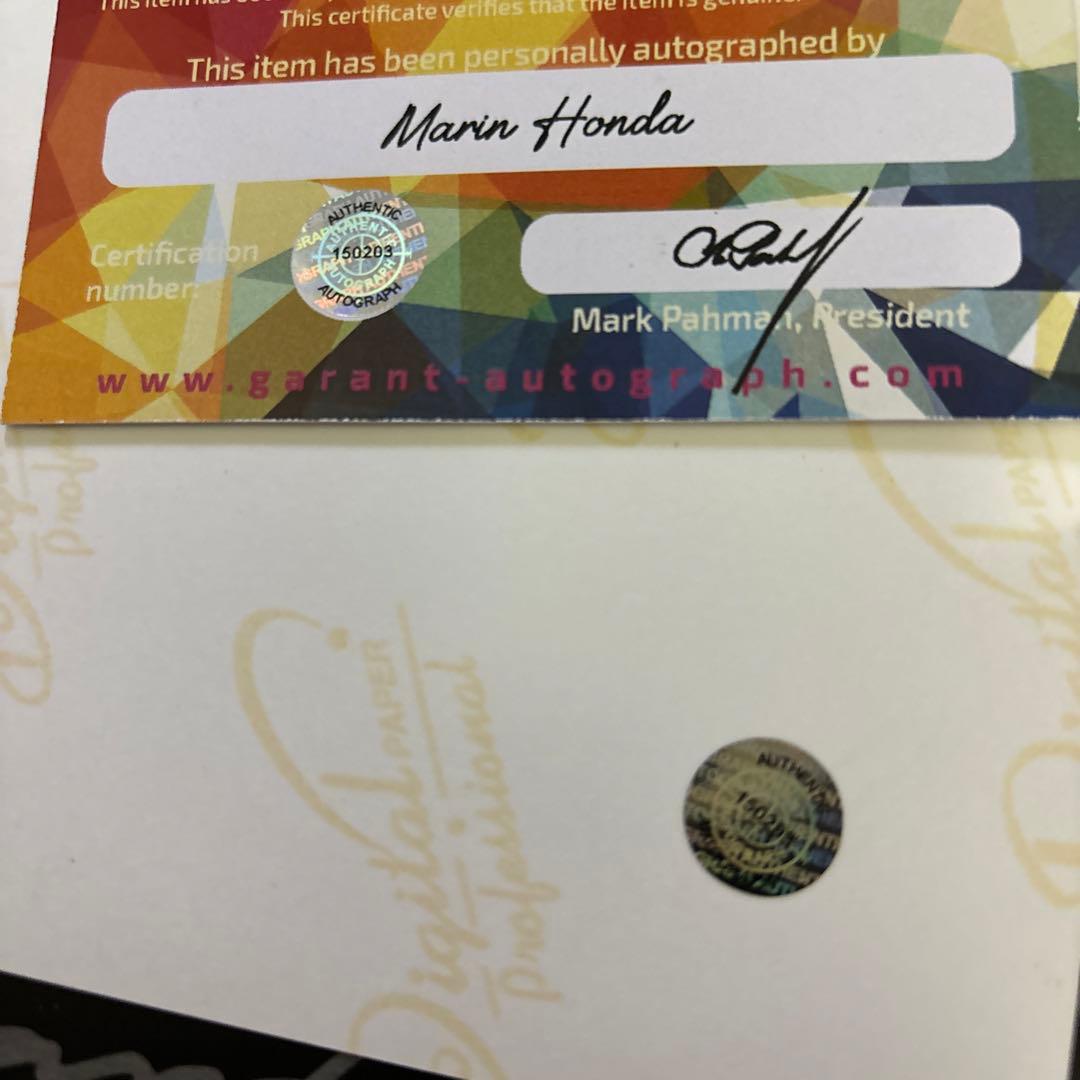 This certificate verifies that the item is genuine.
This item has been personally autographed by
Marin Honda
AUTHENTIC
150203
AUTOGRAPH
Certification
number:
Mark Pahman, President
www.garant-autograph.com
Digital PAPER
Professional
AUTHENTIC